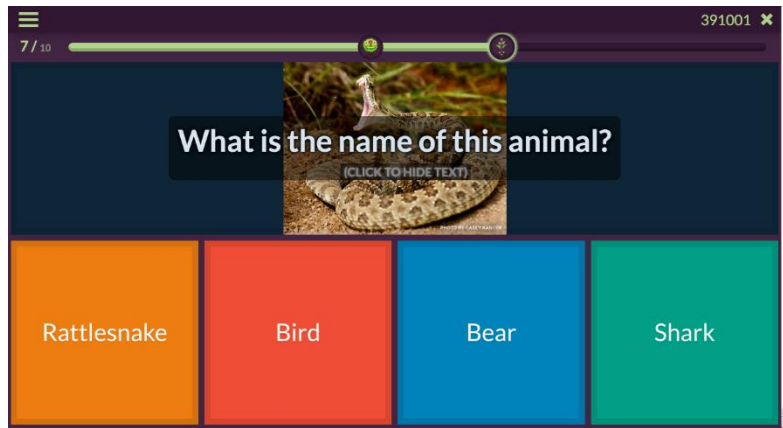 391001
7/10
What is the name of this animal?
(CLICK TO HIDE TEXT)
Rattlesnake
Bird
Bear
Shark